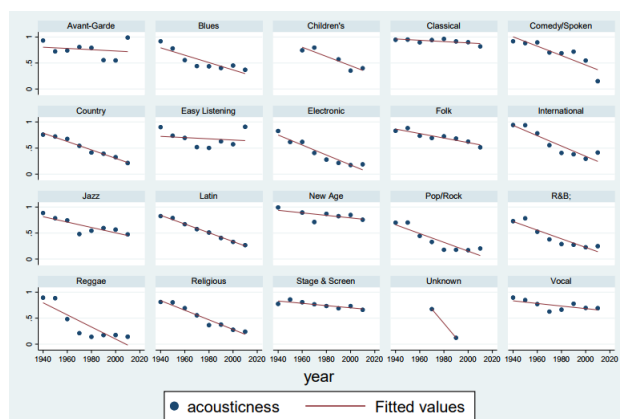 Avant-Garde Blues Children's Classical Comedy/Spoken
1
.5
0
Country Easy Listening Electronic Folk International
1
.5
0
Jazz Latin New Age Pop/Rock R&B;
1
.5
0
Reggae Religious Stage & Screen Unknown Vocal
1
.5
0
1940 1960 1980 2000 2020 1940 1960 1980 2000 2020 1940 1960 1980 2000 2020 1940 1960 1980 2000 2020 1940 1960 1980 2000 2020
year
acousticness Fitted values